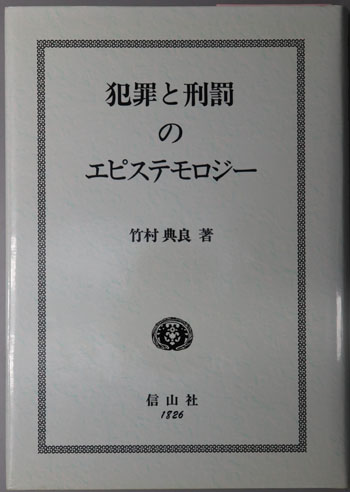 犯罪と刑罰
の
エピステモロジー
竹村 典良 著
信山社
1826